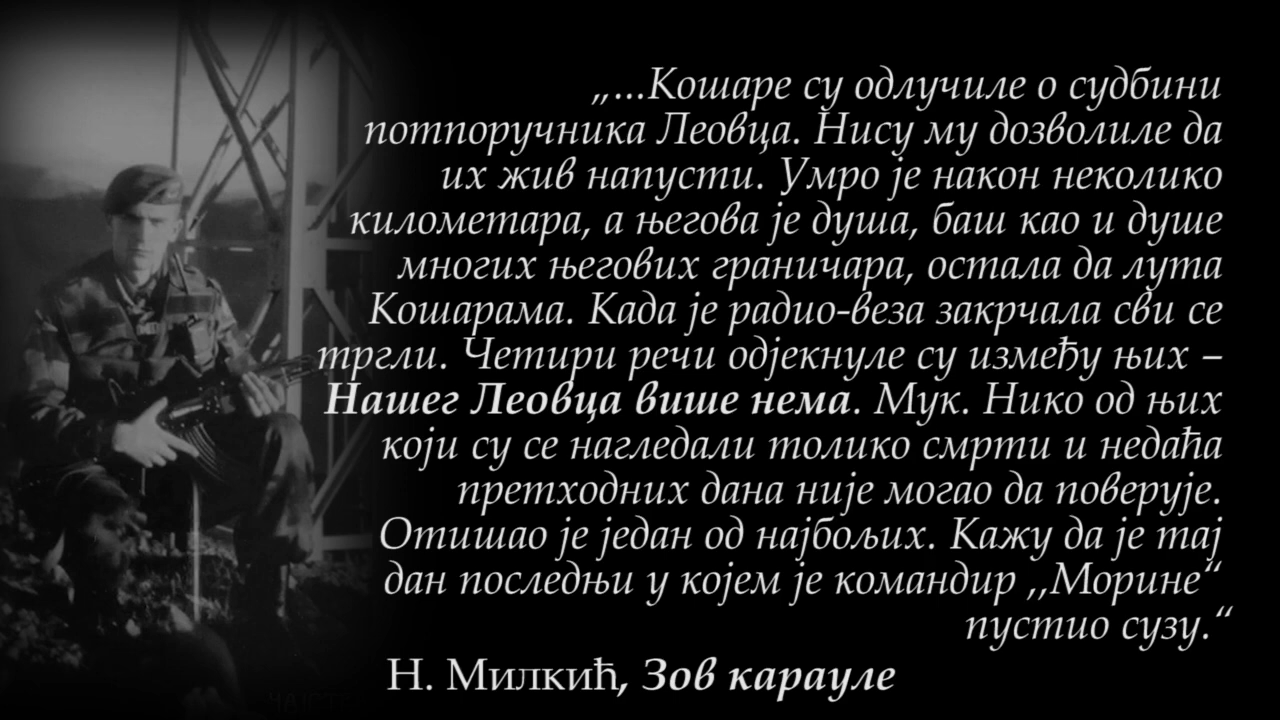 „...Кошаре су одлучиле о судбини
потпоручника Леовца. Нису му дозволиле да
их жив напусти. Умро је након неколико
километара, а његова је душа, баш као и душе
многих његових граничара, остала да лута
Кошарама. Када је радио-веза закрчала сви се
тргли. Четири речи одјекнуле су између њих –
Нашег Леовца више нема. Мук. Нико од њих
који су се нагледали толико смрти и недаћа
претходних дана није могао да поверује.
Отишао је један од најбољих. Кажу да је тај
дан последњи у којем је командир ,,Морине“
пустио сузу.“
Н. Милкић, Зов карауле